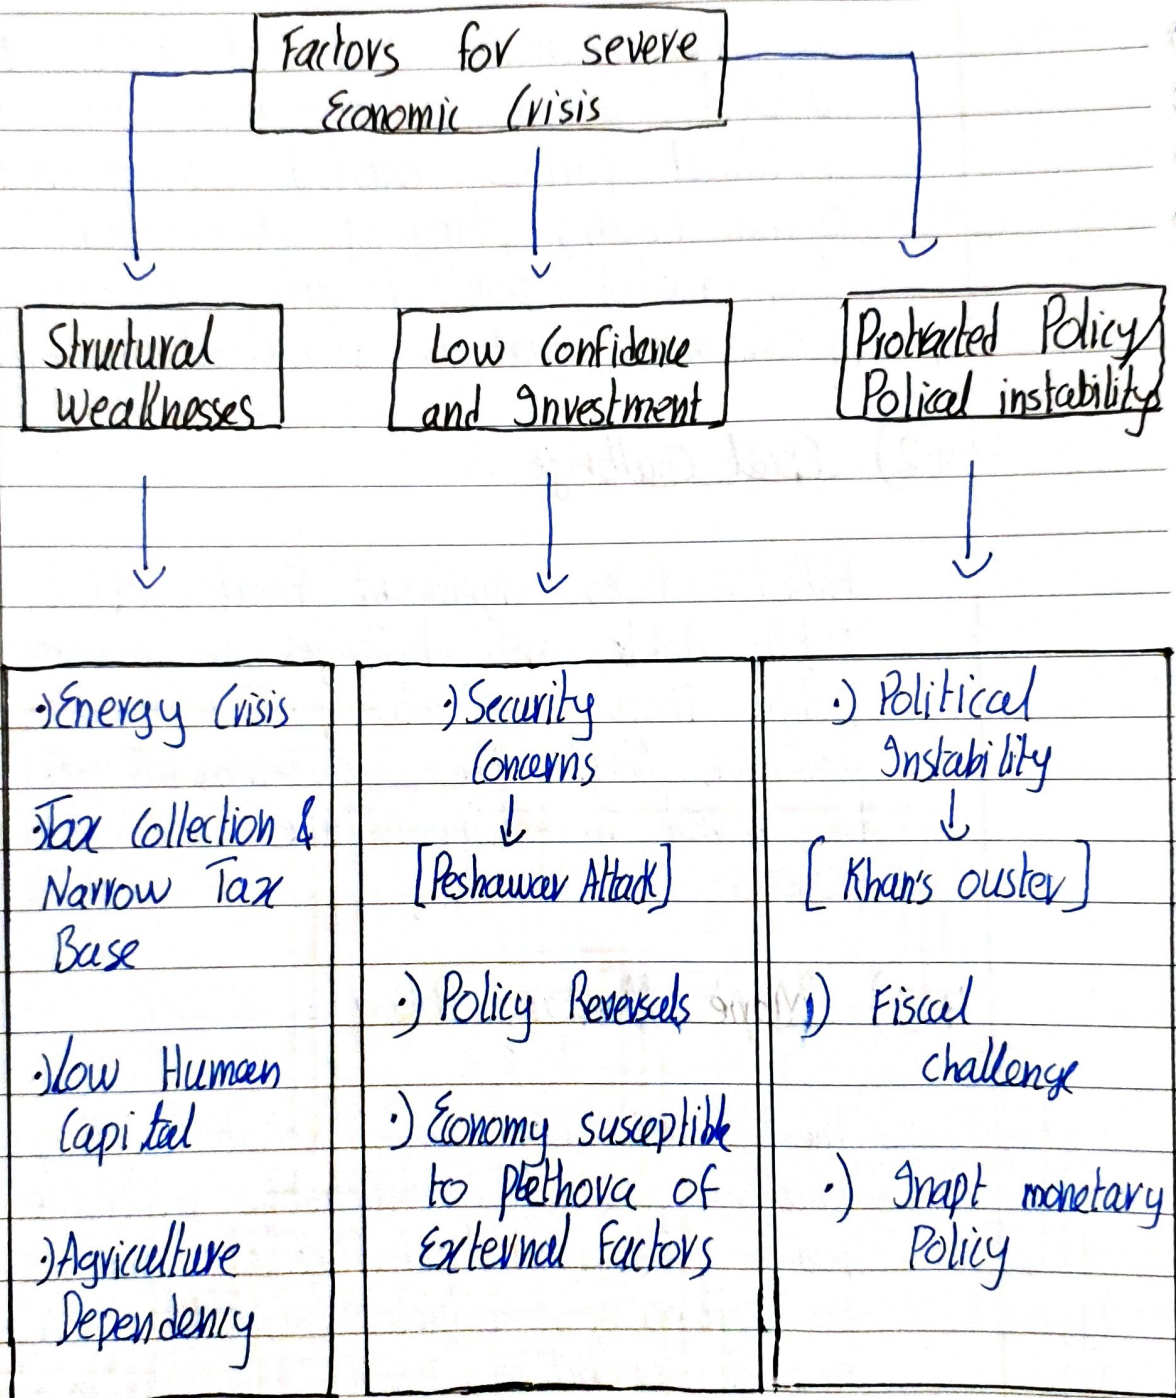 Factors for severe
Economic Crisis
Structural
Weaknesses
Low Confidence
and Investment
Protracted Policy/
Polical instability
•) Energy Crisis
•) Tax Collection &
Narrow Tax
Base
•) Low Human
Capital
•) Agriculture
Dependency
•) Security
Concerns
[Peshawar Attack]
•) Policy Reversals
•) Economy susceptible
to plethora of
External Factors
•) Political
Instability
[Khan's ouster]
•) Fiscal
challenge
•) Inapt monetary
Policy